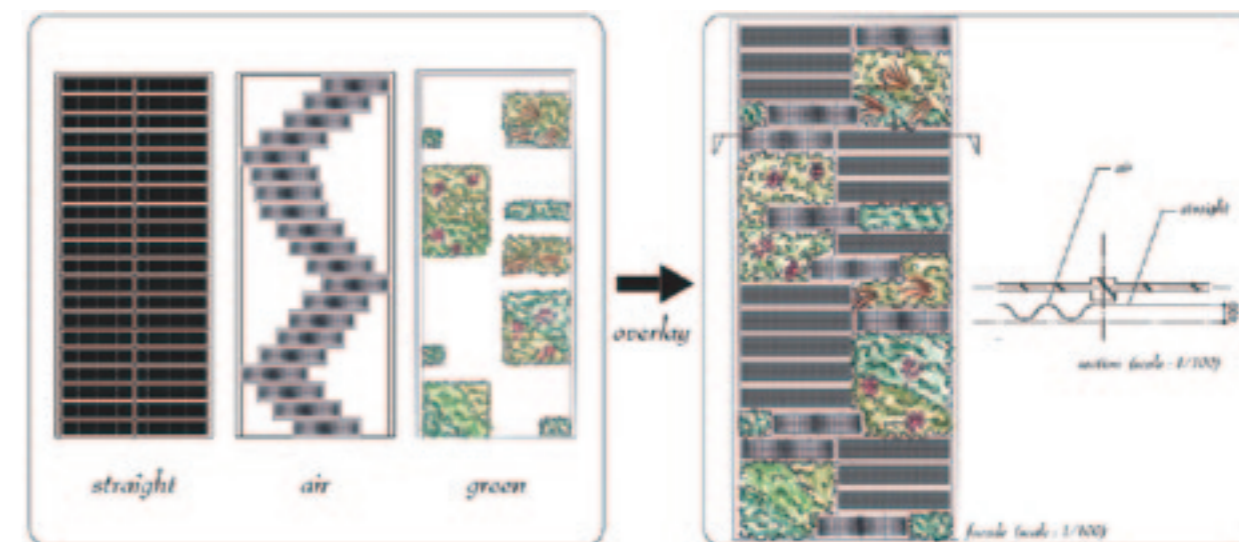 straight
air
green
overlay
air
straight
section (scale : 1/100)
facade (scale : 1/100)